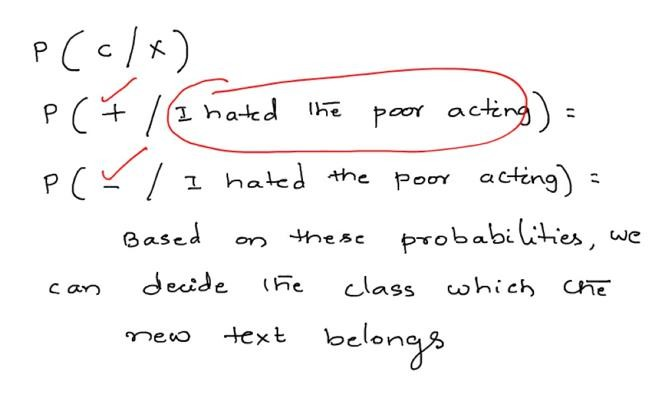 P ( c / x )
P ( + / I hated the poor acting ) =
P ( - / I hated the poor acting ) =
Based on these probabilities, we
can decide the class which the
new text belongs